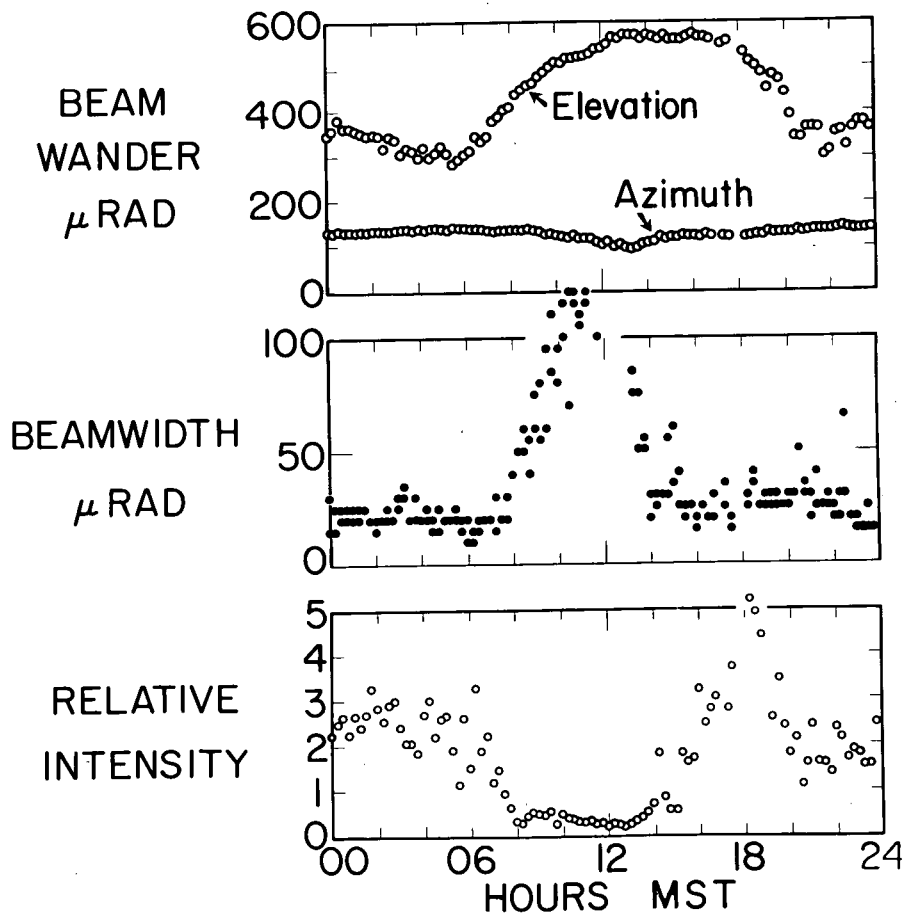 BEAM
WANDER
μ RAD
600
400
200
0
Elevation
Azimuth
BEAMWIDTH
μ RAD
100
50
0
RELATIVE
INTENSITY
5
4
3
2
1
0
00 06 12 18 24
HOURS MST